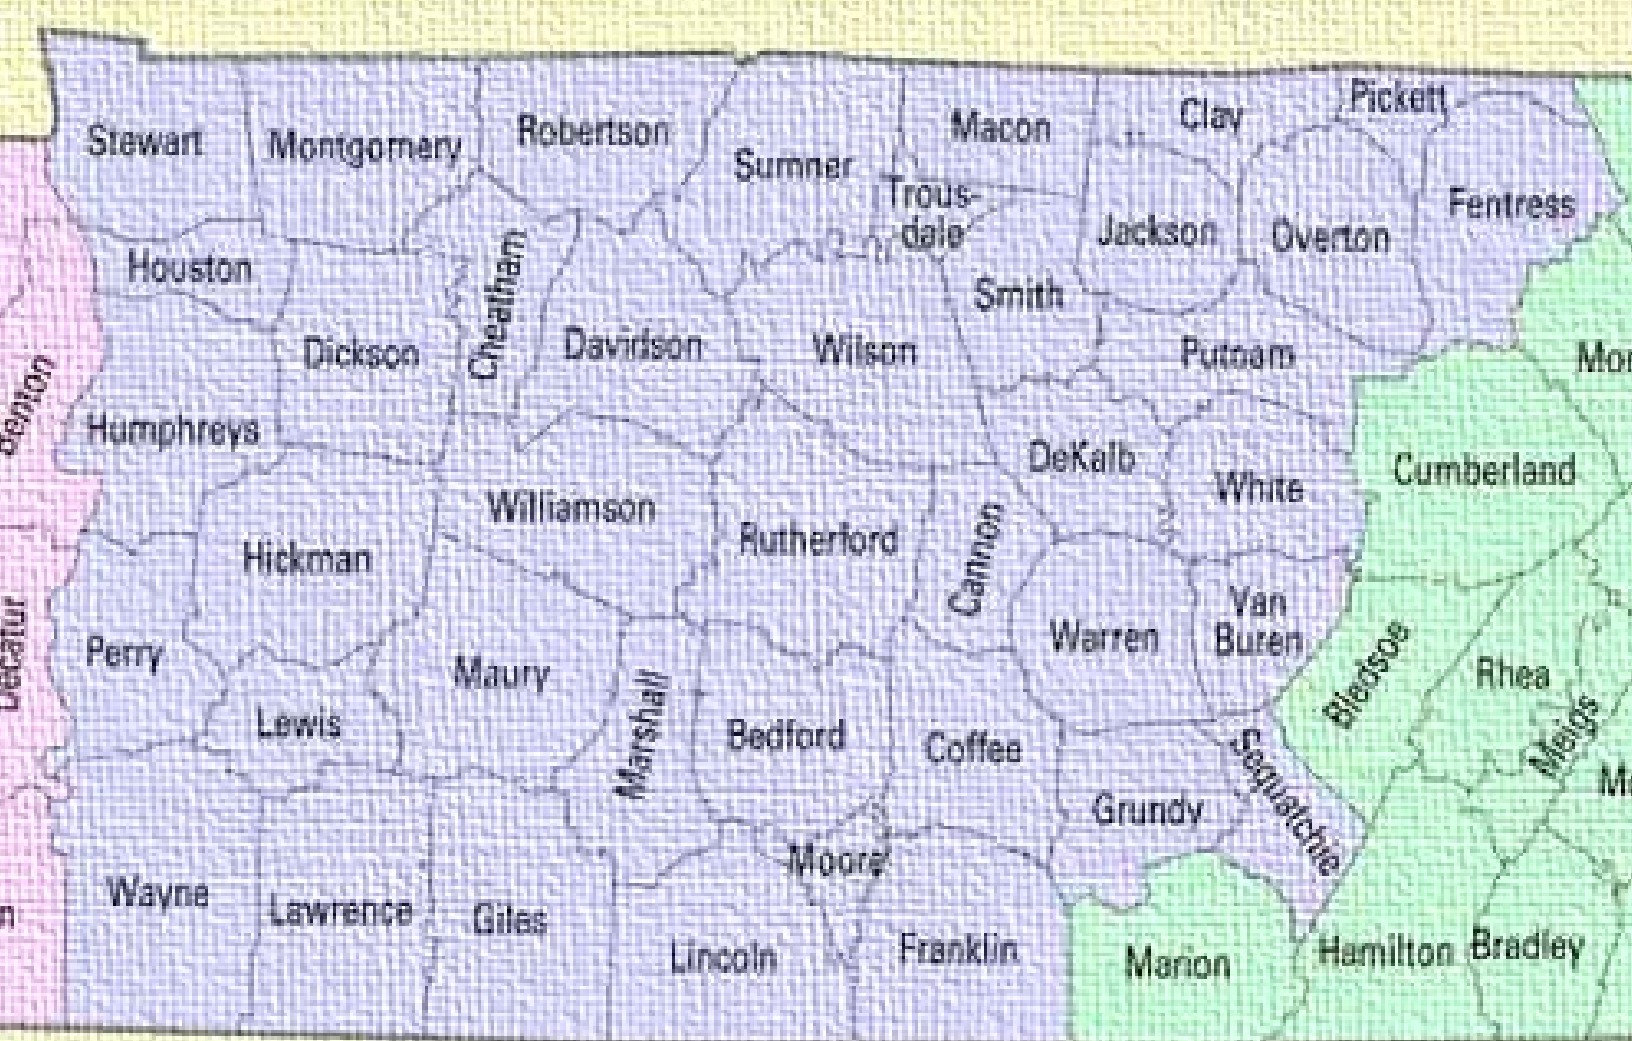 Stewart
Montgomery
Robertson
Sumner
Macon
Clay
Pickett
Trous-
dale
Jackson
Overton
Fentress
Houston
Dickson
Cheatham
Davidson
Wilson
Smith
Putnam
Mor
Benton
Humphreys
Williamson
Rutherford
Cannon
DeKalb
White
Cumberland
Hickman
Decatur
Perry
Lewis
Maury
Marshall
Bedford
Coffee
Warren
Van
Buren
Bledsoe
Rhea
Meigs
Grundy
Sequatchie
Moore
Wayne
Lawrence
Giles
Lincoln
Franklin
Marion
Hamilton
Bradley
n